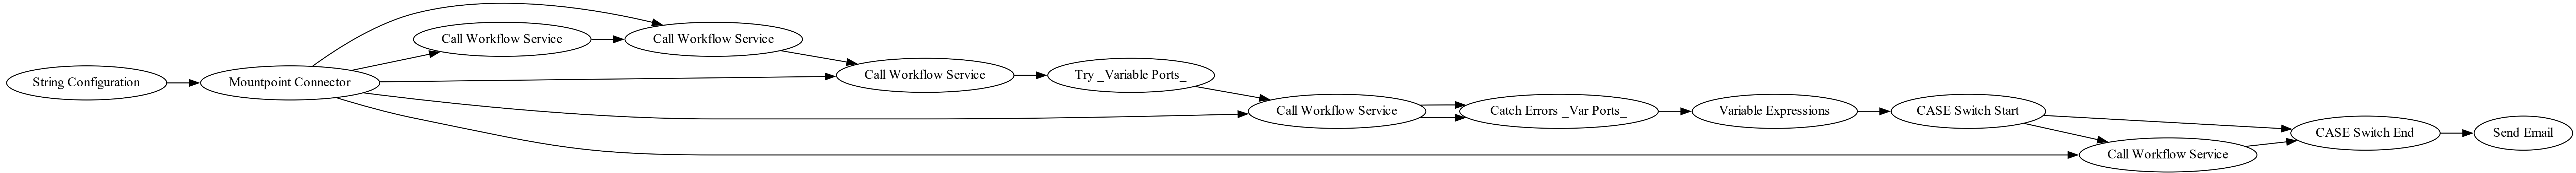 String Configuration
Mountpoint Connector
Call Workflow Service
Call Workflow Service
Call Workflow Service
Try _Variable Ports_
Call Workflow Service
Catch Errors _Var Ports_
Variable Expressions
CASE Switch Start
Call Workflow Service
CASE Switch End
Send Email